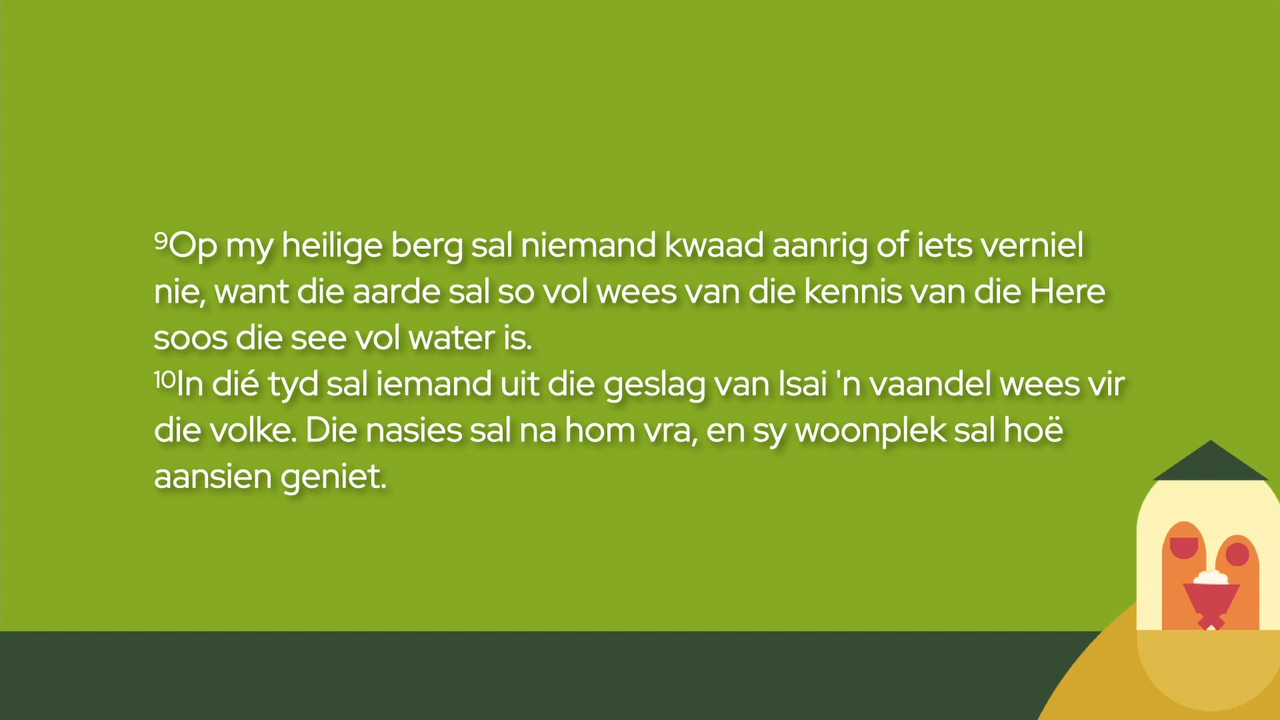 ⁹Op my heilige berg sal niemand kwaad aanrig of iets verniel
nie, want die aarde sal so vol wees van die kennis van die Here
soos die see vol water is.
¹⁰In dié tyd sal iemand uit die geslag van Isai 'n vaandel wees vir
die volke. Die nasies sal na hom vra, en sy woonplek sal hoë
aansien geniet.